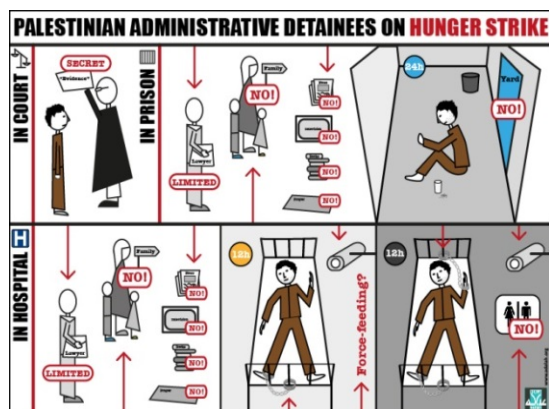 PALESTINIAN ADMINISTRATIVE DETAINEES ON HUNGER STRIKE
IN COURT
SECRET
"Evidence"
IN PRISON
Lawyer
LIMITED
Family
NO!
NO!
NO!
NO!
NO!
24h
Yard
NO!
H
IN HOSPITAL
Lawyer
LIMITED
Family
NO!
NO!
NO!
NO!
NO!
12h
Force-feeding?
12h
NO!